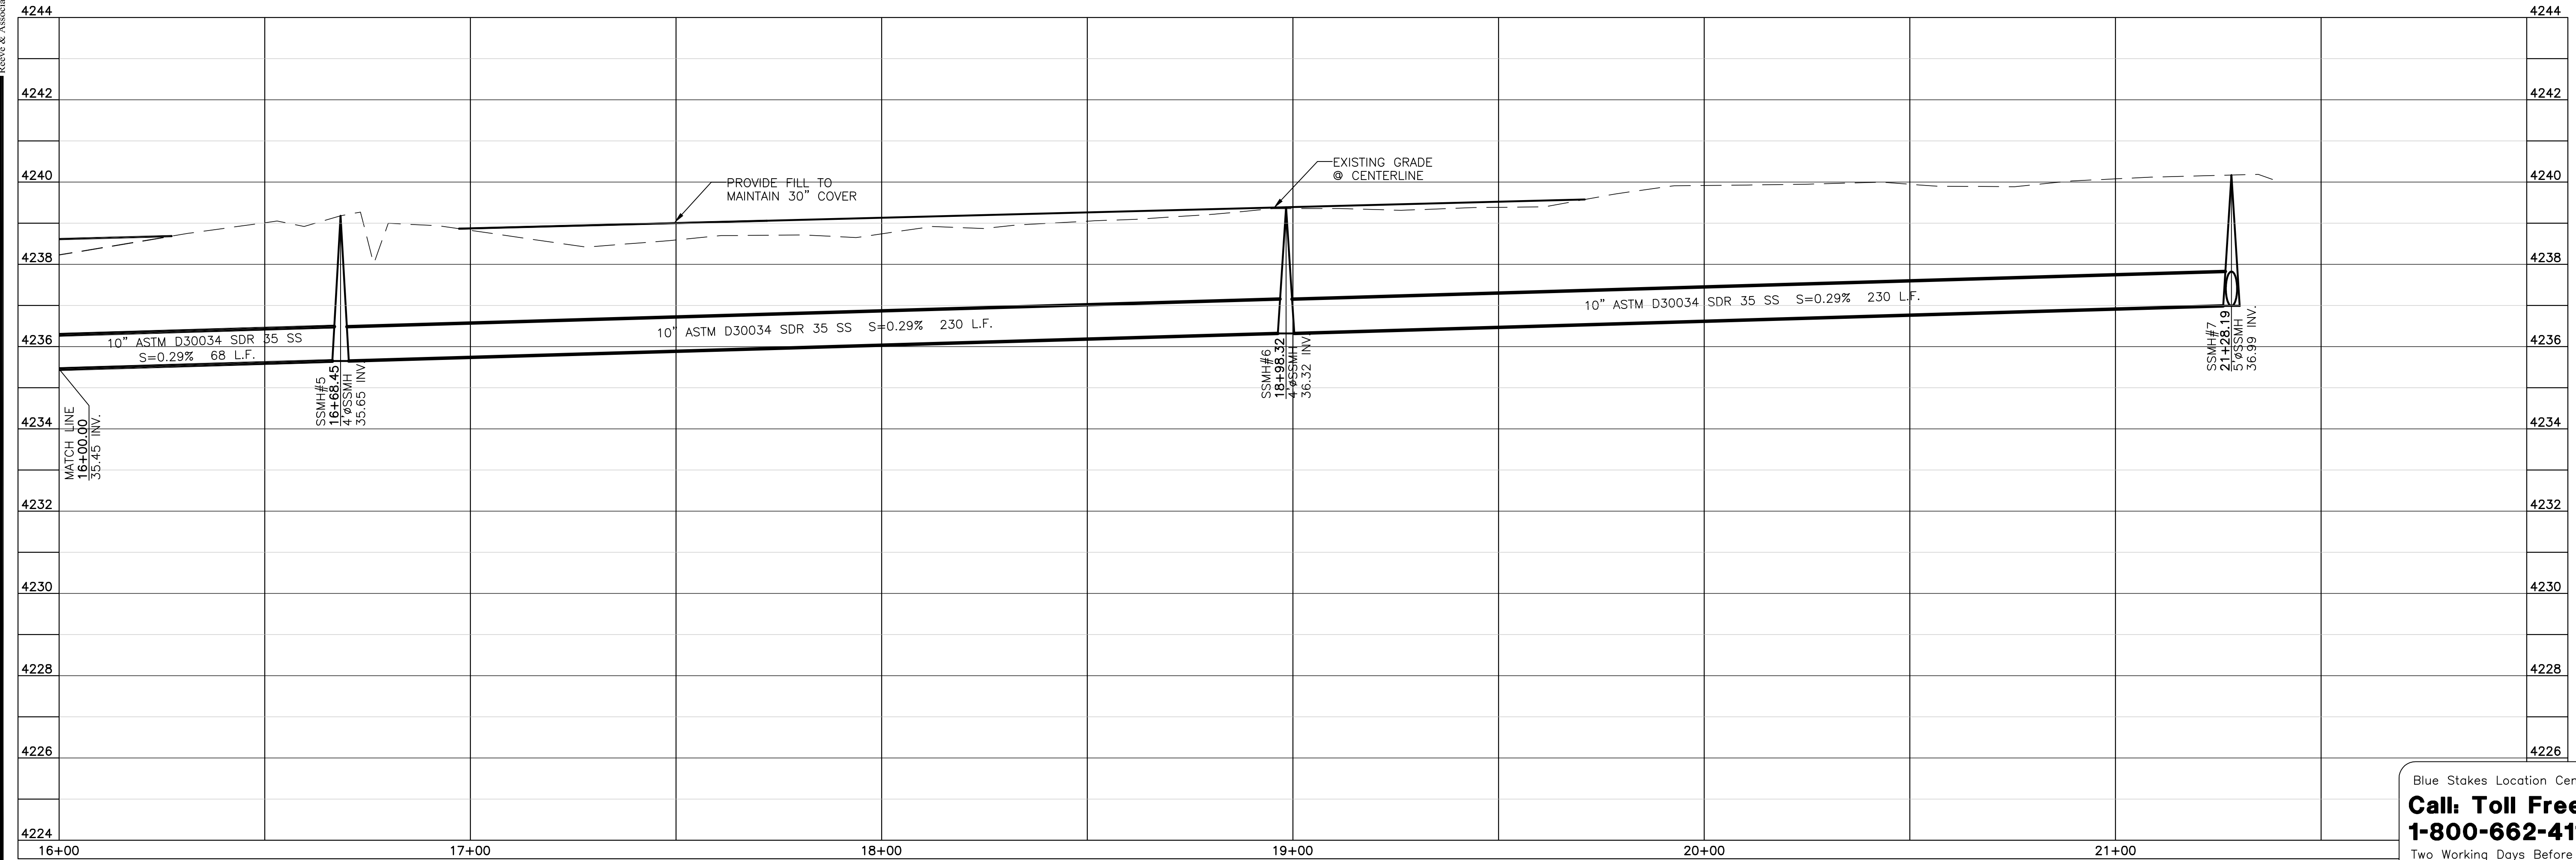 Reeve & Associa
4244
4242
4240
4238
4236
4234
4232
4230
4228
4226
4224
4244
4242
4240
4238
4236
4234
4232
4230
4228
4226
PROVIDE FILL TO
MAINTAIN 30" COVER
EXISTING GRADE
@ CENTERLINE
10" ASTM D30034 SDR 35 SS
S=0.29% 68 L.F.
10" ASTM D30034 SDR 35 SS S=0.29% 230 L.F.
10" ASTM D30034 SDR 35 SS S=0.29% 230 L.F.
MATCH LINE
16+00.00
35.45 INV.
SSMH#5
16+68.45
4'øSSMH
35.65 INV.
SSMH#6
18+98.32
4'øSSMH
36.32 INV.
SSMH#7
21+28.19
5'øSSMH
36.99 INV.
16+00
17+00
18+00
19+00
20+00
21+00
Blue Stakes Location Cen
Call: Toll Free
1-800-662-41
Two Working Days Before